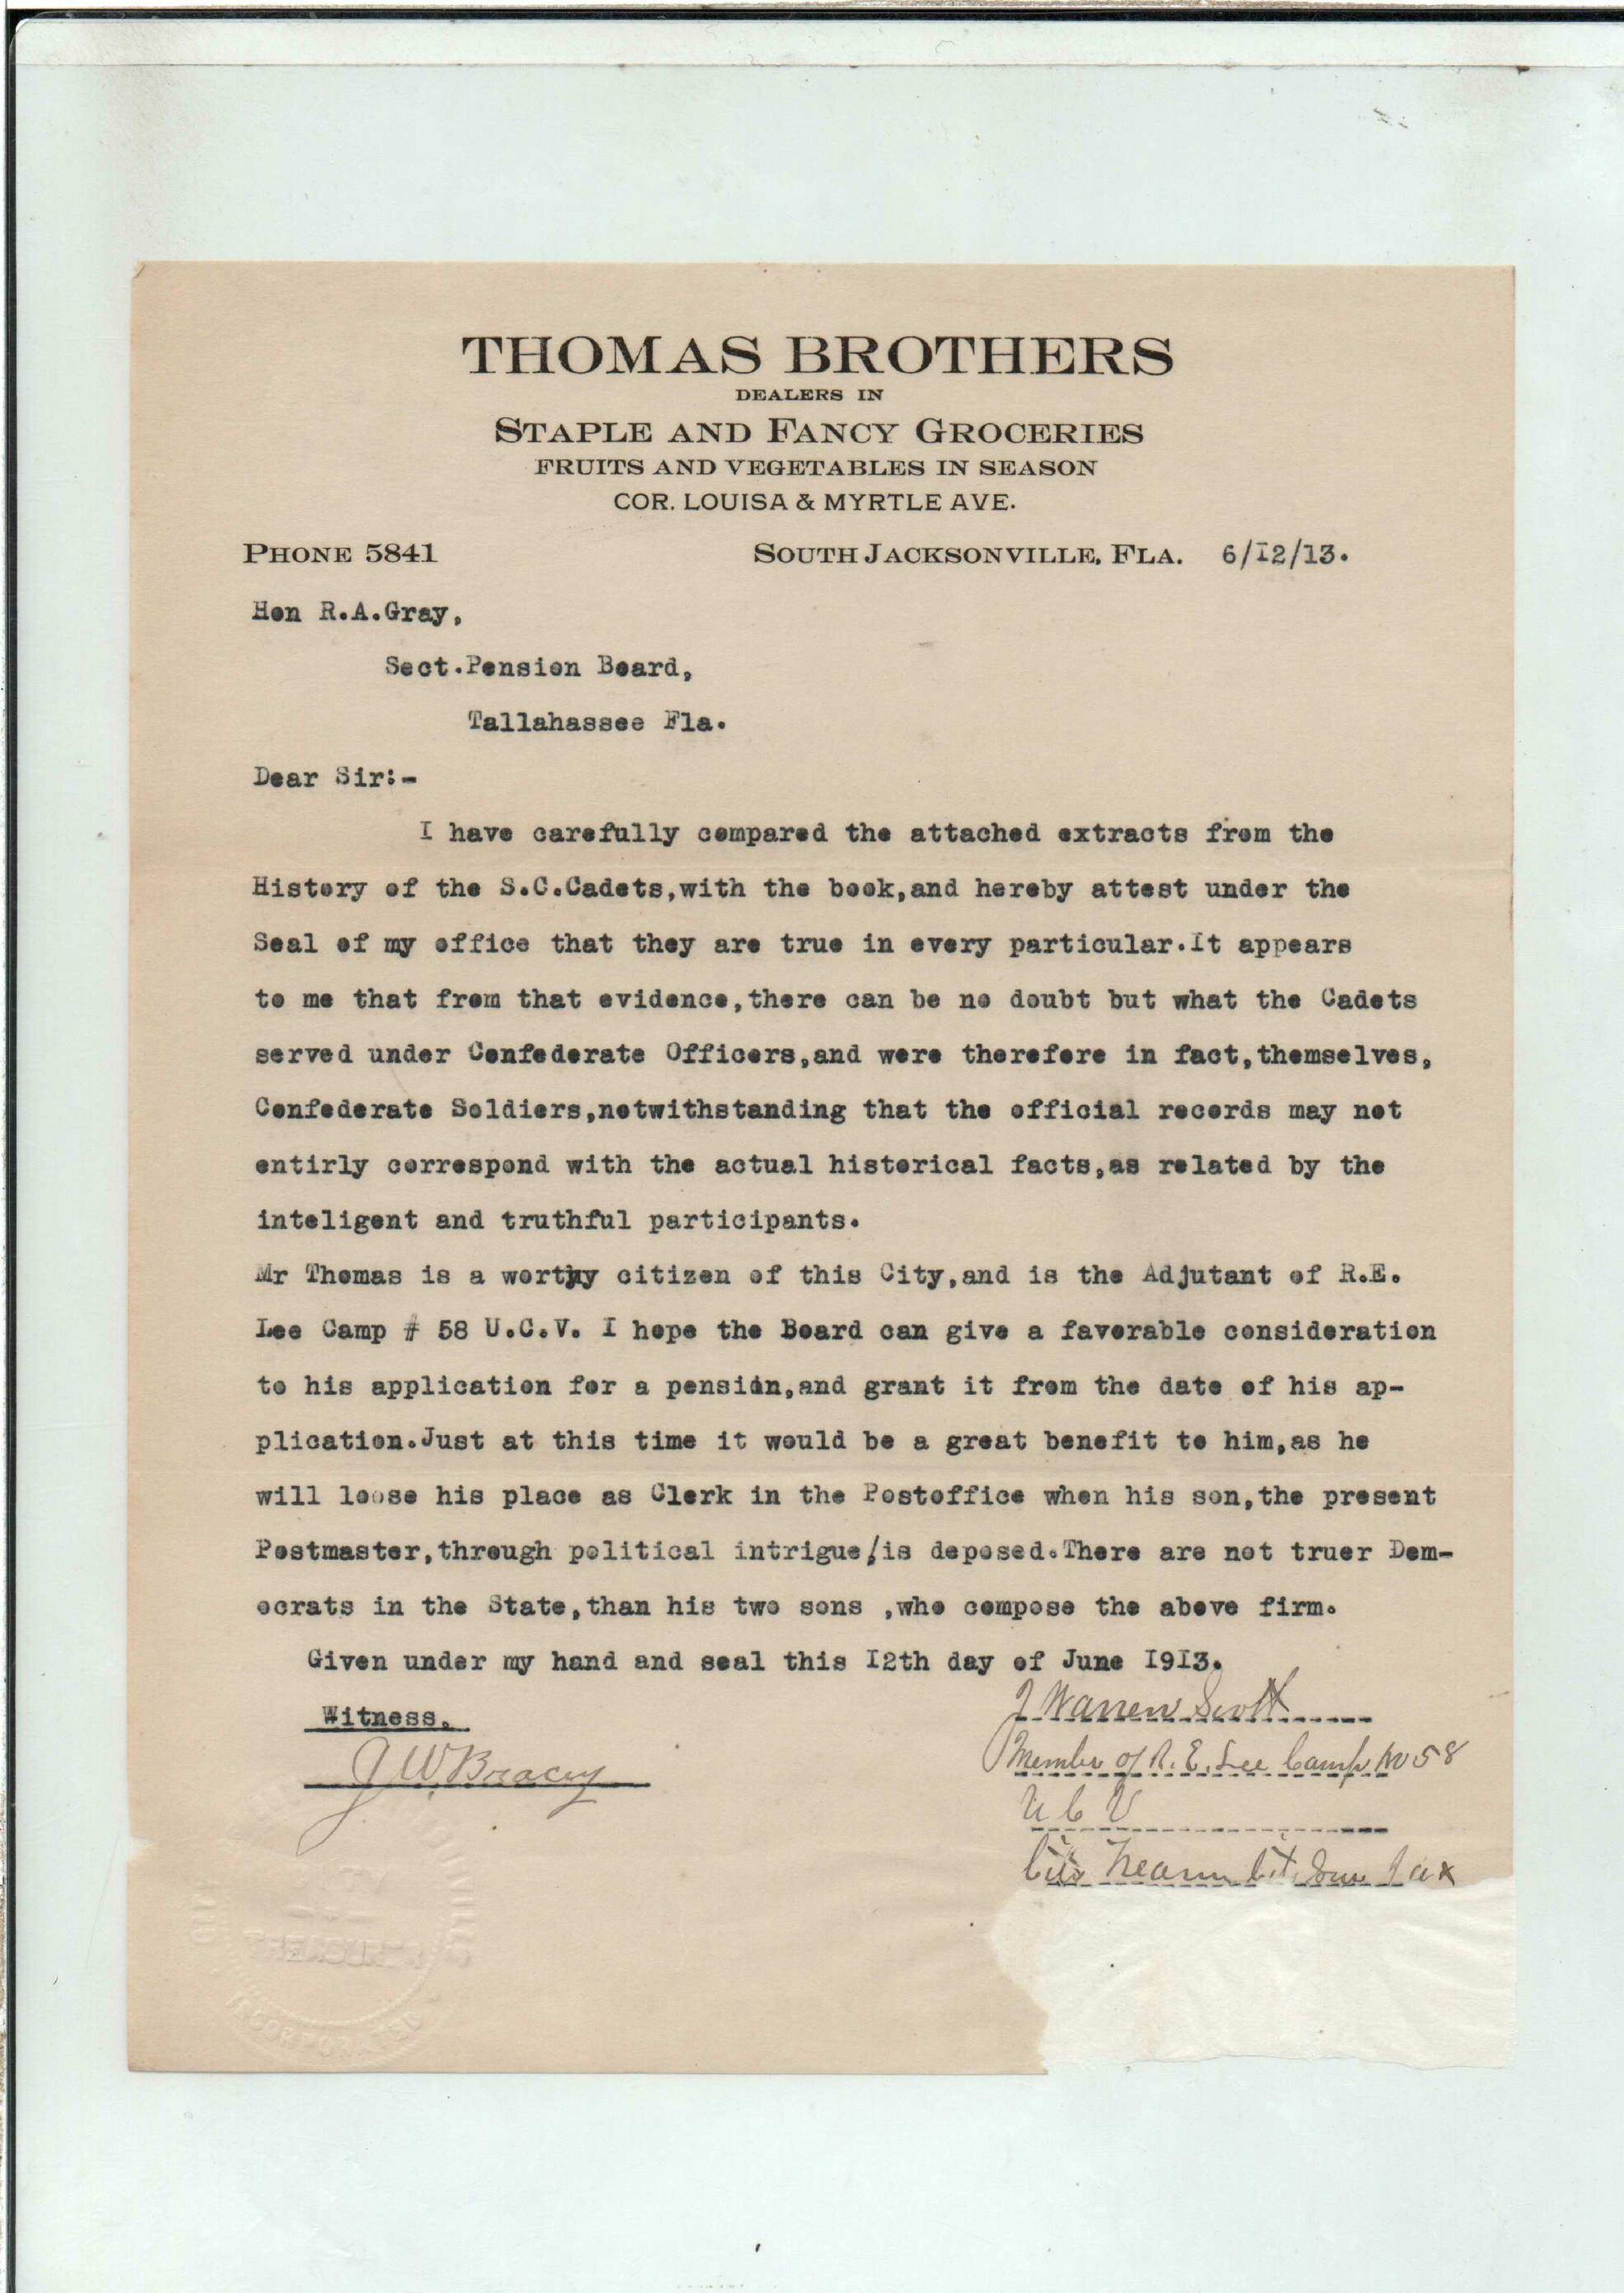 THOMAS BROTHERS
DEALERS IN
STAPLE AND FANCY GROCERIES
FRUITS AND VEGETABLES IN SEASON
COR. LOUISA & MYRTLE AVE.
PHONE 5841 SOUTH JACKSONVILLE, FLA. 6/I2/13.
Hon R.A.Gray,
Sect.Pension Board,
Tallahassee Fla.
Dear Sir:-
I have carefully compared the attached extracts from the
History of the S.C.Cadets,with the book,and hereby attest under the
Seal of my office that they are true in every particular.It appears
to me that from that evidence,there can be no doubt but what the Cadets
served under Confederate Officers,and were therefore in fact,themselves,
Confederate Soldiers,notwithstanding that the official records may not
entirly correspond with the actual historical facts,as related by the
inteligent and truthful participants.
Mr Thomas is a worthy citizen of this City,and is the Adjutant of R.E.
Lee Camp # 58 U.C.V. I hope the Board can give a favorable consideration
to his application for a pension,and grant it from the date of his ap-
plication.Just at this time it would be a great benefit to him,as he
will loose his place as Clerk in the Postoffice when his son,the present
Postmaster,through political intrigue/is deposed.There are not truer Dem-
ocrats in the State,than his two sons ,who compose the above firm.
Given under my hand and seal this I2th day of June I9I3.
Witness.
J Warren Scott
J W Bracey
Member of R. E. Lee Camp No 58
U C V
Jax
INCORPORATED